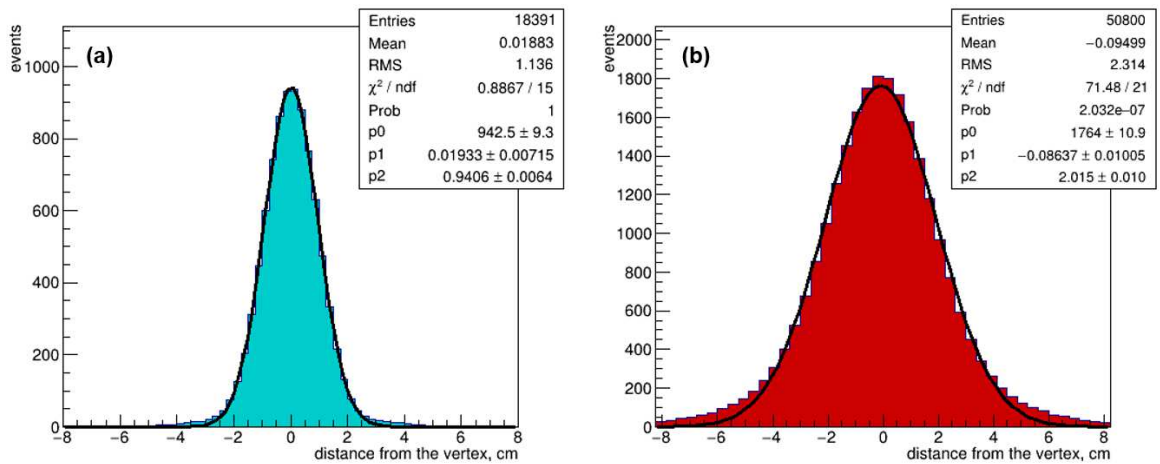 events
(a)
Entries 18391
Mean 0.01883
RMS 1.136
χ² / ndf 0.8867 / 15
Prob 1
p0 942.5 ± 9.3
p1 0.01933 ± 0.00715
p2 0.9406 ± 0.0064
1000
800
600
400
200
0
−8 −6 −4 −2 0 2 4 6 8
distance from the vertex, cm
events
(b)
Entries 50800
Mean −0.09499
RMS 2.314
χ² / ndf 71.48 / 21
Prob 2.032e−07
p0 1764 ± 10.9
p1 −0.08637 ± 0.01005
p2 2.015 ± 0.010
2000
1800
1600
1400
1200
1000
800
600
400
200
0
−8 −6 −4 −2 0 2 4 6 8
distance from the vertex, cm